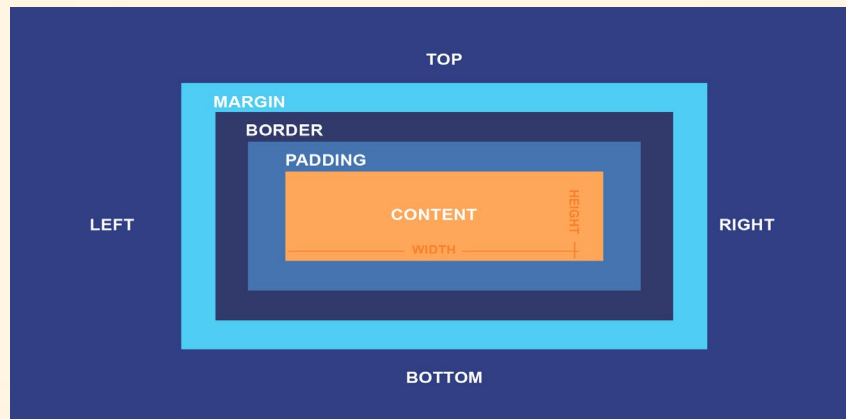 TOP
MARGIN
BORDER
PADDING
LEFT
CONTENT
HEIGHT
RIGHT
WIDTH
BOTTOM